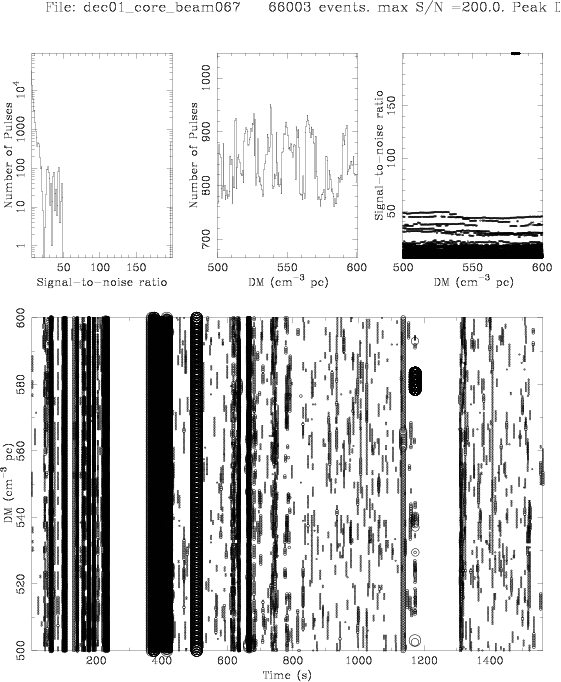 File: dec01_core_beam067 66003 events. max S/N =200.0. Peak D
Number of Pulses
1 10 100 1000 10⁴
50 100 150
Signal−to−noise ratio
Number of Pulses
700 800 900 1000
500 550 600
DM (cm⁻³ pc)
Signal−to−noise ratio
50 100 150
500 550 600
DM (cm⁻³ pc)
DM (cm⁻³ pc)
500 520 540 560 580 600
200 400 600 800 1000 1200 1400
Time (s)